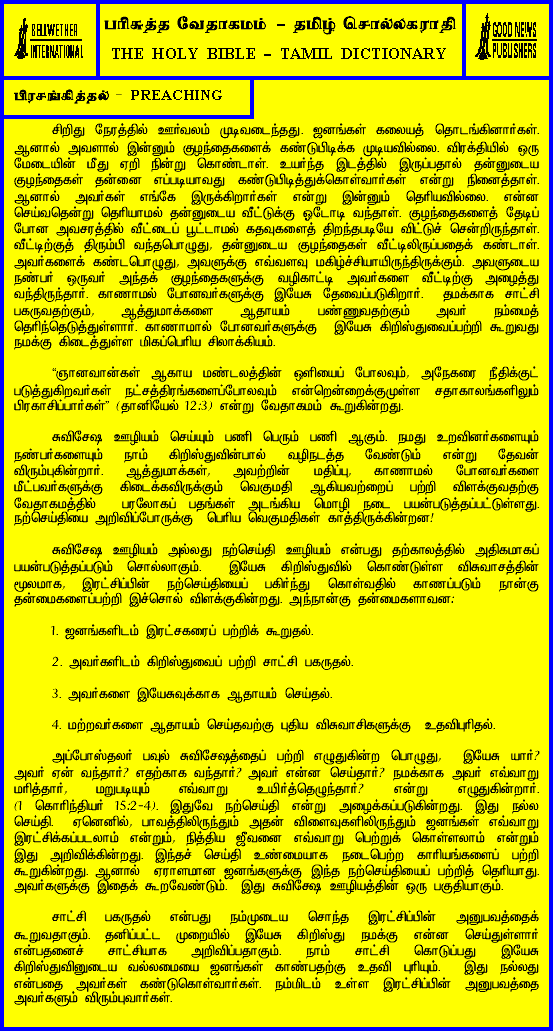 BELLWETHER
INTERNATIONAL
பரிசுத்த வேதாகமம் – தமிழ் சொல்லகராதி
THE HOLY BIBLE – TAMIL DICTIONARY
GOOD NEWS
PUBLISHERS
பிரசங்கித்தல் – PREACHING
சிறிது நேரத்தில் ஊர்வலம் முடிவடைந்தது. ஜனங்கள் கலையத் தொடங்கினார்கள்.
ஆனால் அவளால் இன்னும் குழந்தைகளைக் கண்டுபிடிக்க முடியவில்லை. விரக்தியில் ஒரு
மேடையின் மீது ஏறி நின்று கொண்டாள். உயர்ந்த இடத்தில் இருப்பதால் தன்னுடைய
குழந்தைகள் தன்னை எப்படியாவது கண்டுபிடித்துக்கொள்வார்கள் என்று நினைத்தாள்.
ஆனால் அவர்கள் எங்கே இருக்கிறார்கள் என்று இன்னும் தெரியவில்லை. என்ன
செய்வதென்று தெரியாமல் தன்னுடைய வீட்டுக்கு ஓடோடி வந்தாள். குழந்தைகளைத் தேடிப்
போன அவசரத்தில் வீட்டைப் பூட்டாமல் கதவுகளைத் திறந்தபடியே விட்டுச் சென்றிருந்தாள்.
வீட்டிற்குத் திரும்பி வந்தபொழுது, தன்னுடைய குழந்தைகள் வீட்டிலிருப்பதைக் கண்டாள்.
அவர்களைக் கண்டபொழுது, அவளுக்கு எவ்வளவு மகிழ்ச்சியாயிருந்திருக்கும். அவளுடைய
நண்பர் ஒருவர் அந்தக் குழந்தைகளுக்கு வழிகாட்டி அவர்களை வீட்டிற்கு அழைத்து
வந்திருந்தார். காணாமல் போனவர்களுக்கு இயேசு தேவைப்படுகிறார். தமக்காக சாட்சி
பகருவதற்கும், ஆத்துமாக்களை ஆதாயம் பண்ணுவதற்கும் அவர் நம்மைத்
தெரிந்தெடுத்துள்ளார். காணாமால் போனவர்களுக்கு இயேசு கிறிஸ்துவைப்பற்றி கூறுவது
நமக்கு கிடைத்துள்ள மிகப்பெரிய சிலாக்கியம்.
“ஞானவான்கள் ஆகாய மண்டலத்தின் ஒளியைப் போலவும், அநேகரை நீதிக்குட்
படுத்துகிறவர்கள் நட்சத்திரங்களைப்போலவும் என்றென்றைக்குமுள்ள சதாகாலங்களிலும்
பிரகாசிப்பார்கள்” (தானியேல் 12:3) என்று வேதாகமம் கூறுகின்றது.
சுவிசேஷ ஊழியம் செய்யும் பணி பெரும் பணி ஆகும். நமது உறவினர்களையும்
நண்பர்களையும் நாம் கிறிஸ்துவின்பால் வழிநடத்த வேண்டும் என்று தேவன்
விரும்புகின்றார். ஆத்துமாக்கள், அவற்றின் மதிப்பு, காணாமல் போனவர்களை
மீட்பவர்களுக்கு கிடைக்கவிருக்கும் வெகுமதி ஆகியவற்றைப் பற்றி விளக்குவதற்கு
வேதாகமத்தில் பரலோகப் பதங்கள் அடங்கிய மொழி நடை பயன்படுத்தப்பட்டுள்ளது.
நற்செய்தியை அறிவிப்போருக்கு பெரிய வெகுமதிகள் காத்திருக்கின்றன!
சுவிசேஷ ஊழியம் அல்லது நற்செய்தி ஊழியம் என்பது தற்காலத்தில் அதிகமாகப்
பயன்படுத்தப்படும் சொல்லாகும். இயேசு கிறிஸ்துவில் கொண்டுள்ள விசுவாசத்தின்
மூலமாக, இரட்சிப்பின் நற்செய்தியைப் பகிர்ந்து கொள்வதில் காணப்படும் நான்கு
தன்மைகளைப்பற்றி இச்சொல் விளக்குகின்றது. அந்நான்கு தன்மைகளாவன:
1. ஜனங்களிடம் இரட்சகரைப் பற்றிக் கூறுதல்.
2. அவர்களிடம் கிறிஸ்துவைப் பற்றி சாட்சி பகருதல்.
3. அவர்களை இயேசுவுக்காக ஆதாயம் செய்தல்.
4. மற்றவர்களை ஆதாயம் செய்தவற்கு புதிய விசுவாசிகளுக்கு உதவிபுரிதல்.
அப்போஸ்தலர் பவுல் சுவிசேஷத்தைப் பற்றி எழுதுகின்ற பொழுது, இயேசு யார்?
அவர் ஏன் வந்தார்? எதற்காக வந்தார்? அவர் என்ன செய்தார்? நமக்காக அவர் எவ்வாறு
மரித்தார், மறுபடியும் எவ்வாறு உயிர்த்தெழுந்தார்? என்று எழுதுகின்றார்.
(1 கொரிந்தியர் 15:2-4). இதுவே நற்செய்தி என்று அழைக்கப்படுகின்றது. இது நல்ல
செய்தி. ஏனெனில், பாவத்திலிருந்தும் அதன் விளைவுகளிலிருந்தும் ஜனங்கள் எவ்வாறு
இரட்சிக்கப்படலாம் என்றும், நித்திய ஜீவனை எவ்வாறு பெற்றுக் கொள்ளலாம் என்றும்
இது அறிவிக்கின்றது. இந்தச் செய்தி உண்மையாக நடைபெற்ற காரியங்களைப் பற்றி
கூறுகின்றது. ஆனால் ஏராளமான ஜனங்களுக்கு இந்த நற்செய்தியைப் பற்றித் தெரியாது.
அவர்களுக்கு இதைக் கூறவேண்டும். இது சுவிசேஷ ஊழியத்தின் ஒரு பகுதியாகும்.
சாட்சி பகருதல் என்பது நம்முடைய சொந்த இரட்சிப்பின் அனுபவத்தைக்
கூறுவதாகும். தனிப்பட்ட முறையில் இயேசு கிறிஸ்து நமக்கு என்ன செய்துள்ளார்
என்பதனைச் சாட்சியாக அறிவிப்பதாகும். நாம் சாட்சி கொடுப்பது இயேசு
கிறிஸ்துவினுடைய வல்லமையை ஜனங்கள் காண்பதற்கு உதவி புரியும். இது நல்லது
என்பதை அவர்கள் கண்டுகொள்வார்கள். நம்மிடம் உள்ள இரட்சிப்பின் அனுபவத்தை
அவர்களும் விரும்புவார்கள்.